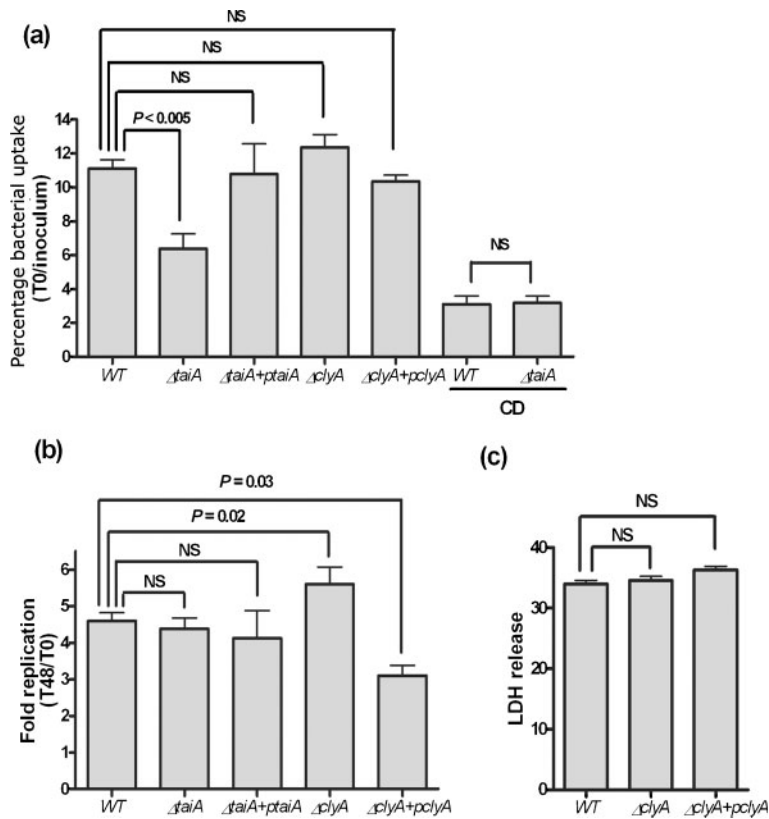 (a)
NS
NS
NS
P < 0.005
NS
Percentage bacterial uptake
(T0/inoculum)
14
12
10
8
6
4
2
0
WT ΔtaiA ΔtaiA+ptaiA ΔclyA ΔclyA+pclyA WT ΔtaiA
CD
(b)
P = 0.03
P = 0.02
NS
NS
Fold replication
(T48/T0)
6
5
4
3
2
1
0
WT ΔtaiA ΔtaiA+ptaiA ΔclyA ΔclyA+pclyA
(c)
NS
NS
LDH release
40
30
20
10
0
WT ΔclyA ΔclyA+pclyA